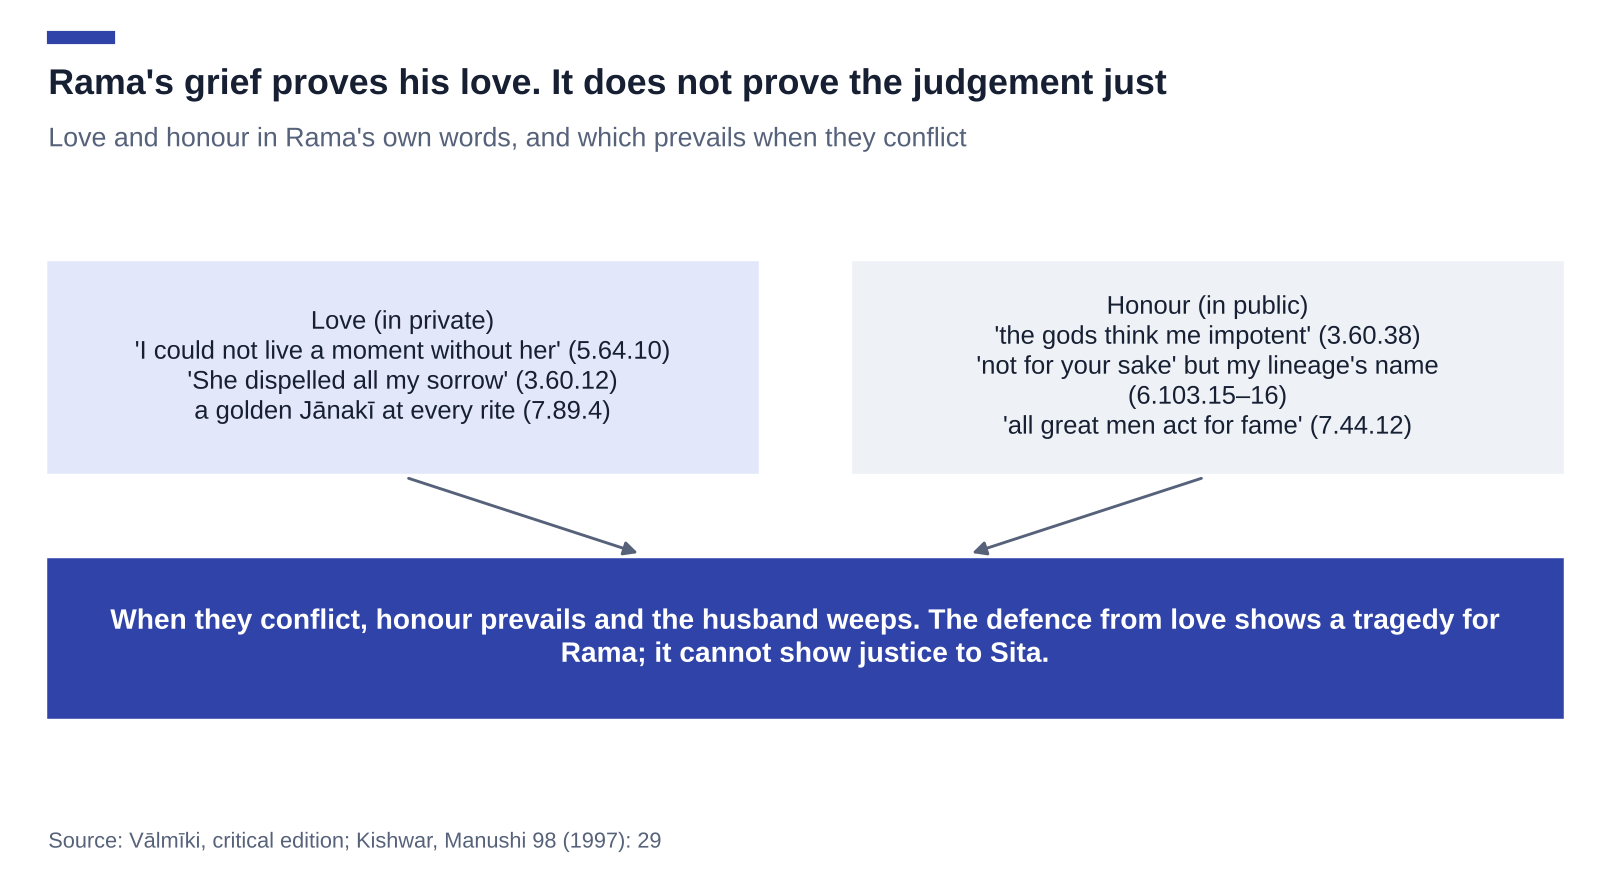 Rama's grief proves his love. It does not prove the judgement just
Love and honour in Rama's own words, and which prevails when they conflict
Love (in private)
'I could not live a moment without her' (5.64.10)
'She dispelled all my sorrow' (3.60.12)
a golden Jānakī at every rite (7.89.4)
Honour (in public)
'the gods think me impotent' (3.60.38)
'not for your sake' but my lineage's name
(6.103.15–16)
'all great men act for fame' (7.44.12)
When they conflict, honour prevails and the husband weeps. The defence from love shows a tragedy for
Rama; it cannot show justice to Sita.
Source: Vālmīki, critical edition; Kishwar, Manushi 98 (1997): 29